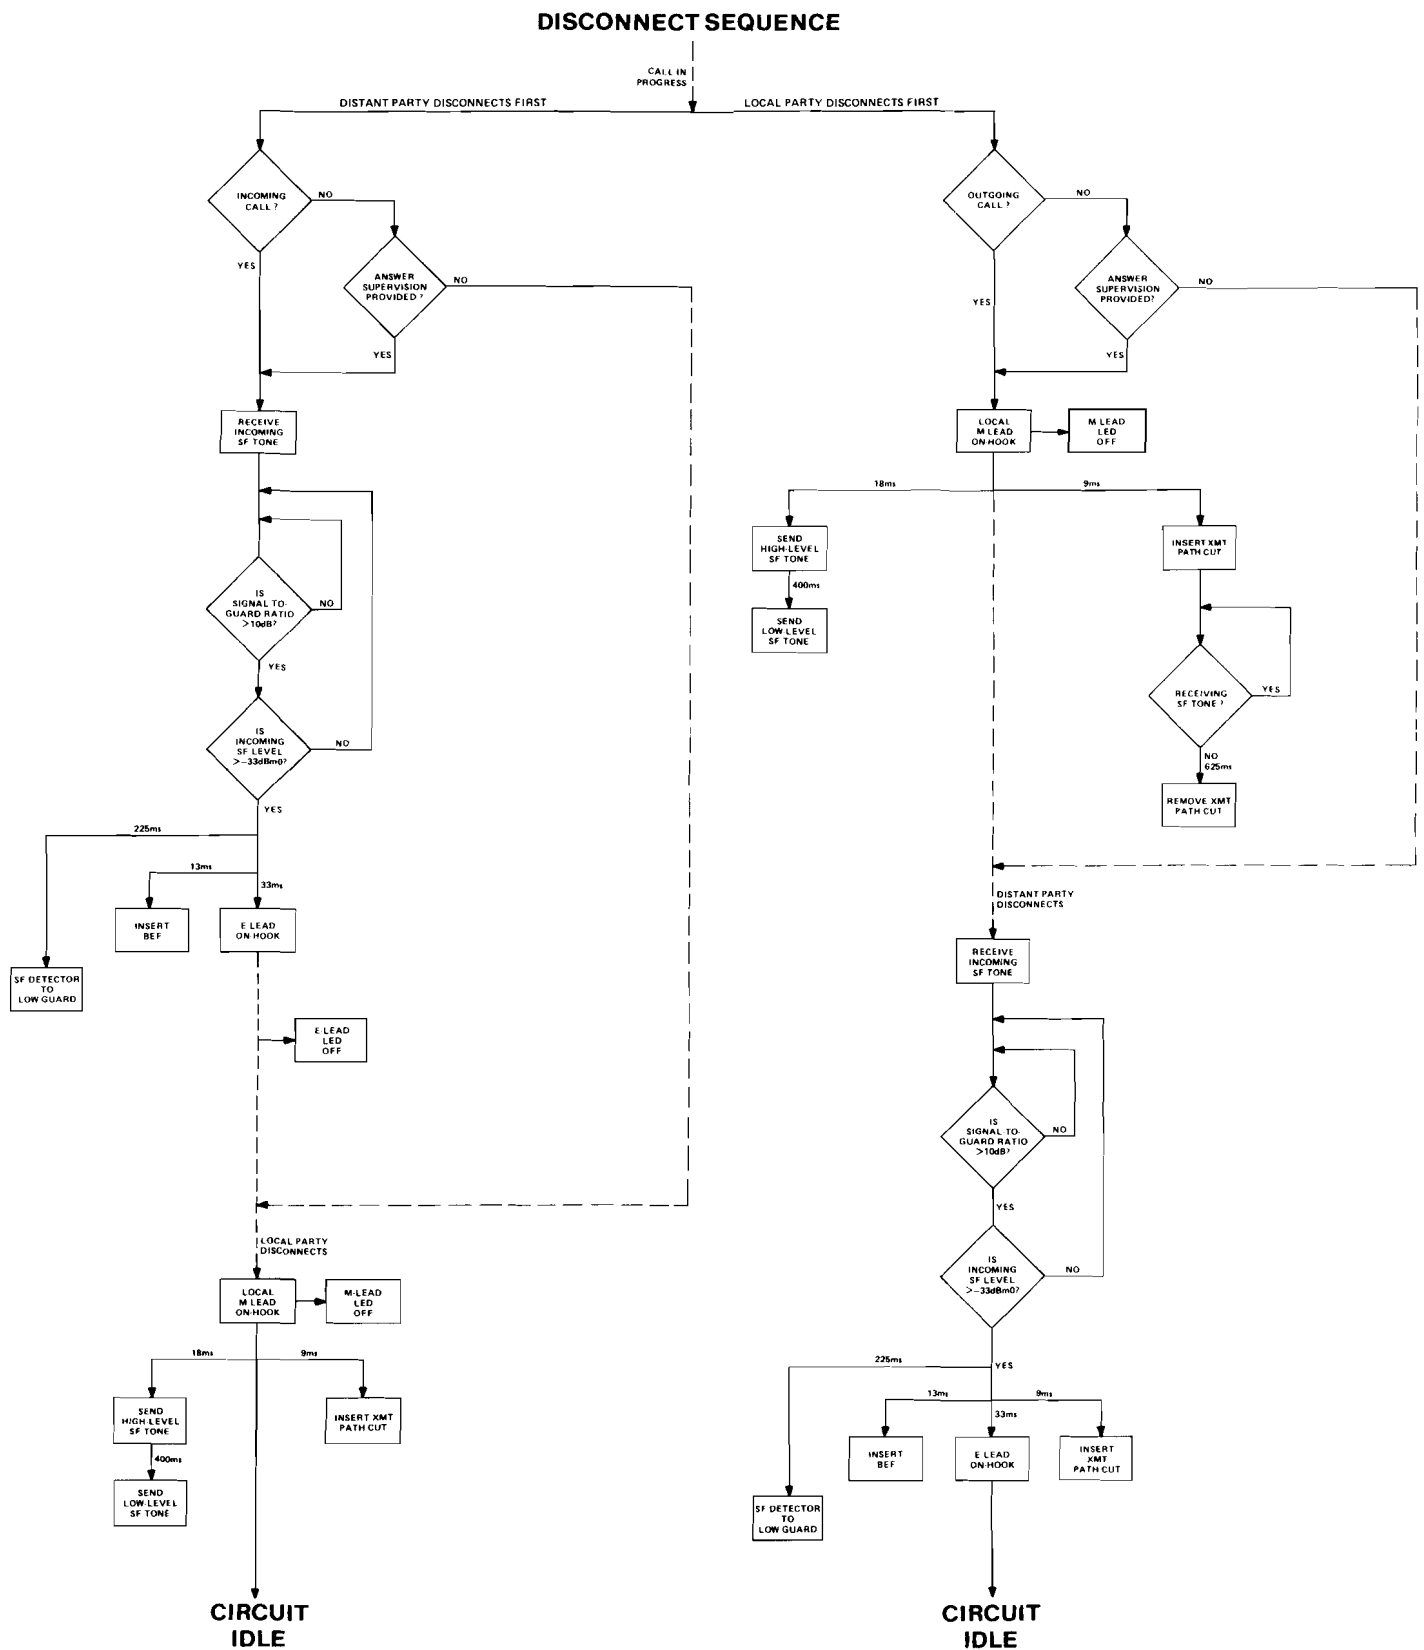 DISCONNECT SEQUENCE
CALL IN
PROGRESS
DISTANT PARTY DISCONNECTS FIRST
LOCAL PARTY DISCONNECTS FIRST
INCOMING
CALL?
NO
YES
ANSWER
SUPERVISION
PROVIDED?
NO
YES
RECEIVE
INCOMING
SF TONE
IS
SIGNAL-TO-
GUARD RATIO
>10dB?
NO
YES
IS
INCOMING
SF LEVEL
>-33dBm0?
NO
YES
225ms
13ms
33ms
INSERT
BEF
E LEAD
ON-HOOK
SF DETECTOR
TO
LOW GUARD
E-LEAD
LED
OFF
LOCAL PARTY
DISCONNECTS
LOCAL
M LEAD
ON-HOOK
M-LEAD
LED
OFF
18ms
9ms
SEND
HIGH-LEVEL
SF TONE
INSERT XMT
PATH CUT
400ms
SEND
LOW-LEVEL
SF TONE
CIRCUIT
IDLE
OUTGOING
CALL?
NO
YES
ANSWER
SUPERVISION
PROVIDED?
NO
YES
LOCAL
M LEAD
ON-HOOK
M LEAD
LED
OFF
18ms
9ms
SEND
HIGH-LEVEL
SF TONE
400ms
SEND
LOW-LEVEL
SF TONE
INSERT XMT
PATH CUT
RECEIVING
SF TONE?
YES
NO
625ms
REMOVE XMT
PATH CUT
DISTANT PARTY
DISCONNECTS
RECEIVE
INCOMING
SF TONE
IS
SIGNAL-TO-
GUARD RATIO
>10dB?
NO
YES
IS
INCOMING
SF LEVEL
>-33dBm0?
NO
YES
225ms
13ms
9ms
33ms
INSERT
BEF
E LEAD
ON-HOOK
INSERT
XMT
PATH CUT
SF DETECTOR
TO
LOW GUARD
CIRCUIT
IDLE